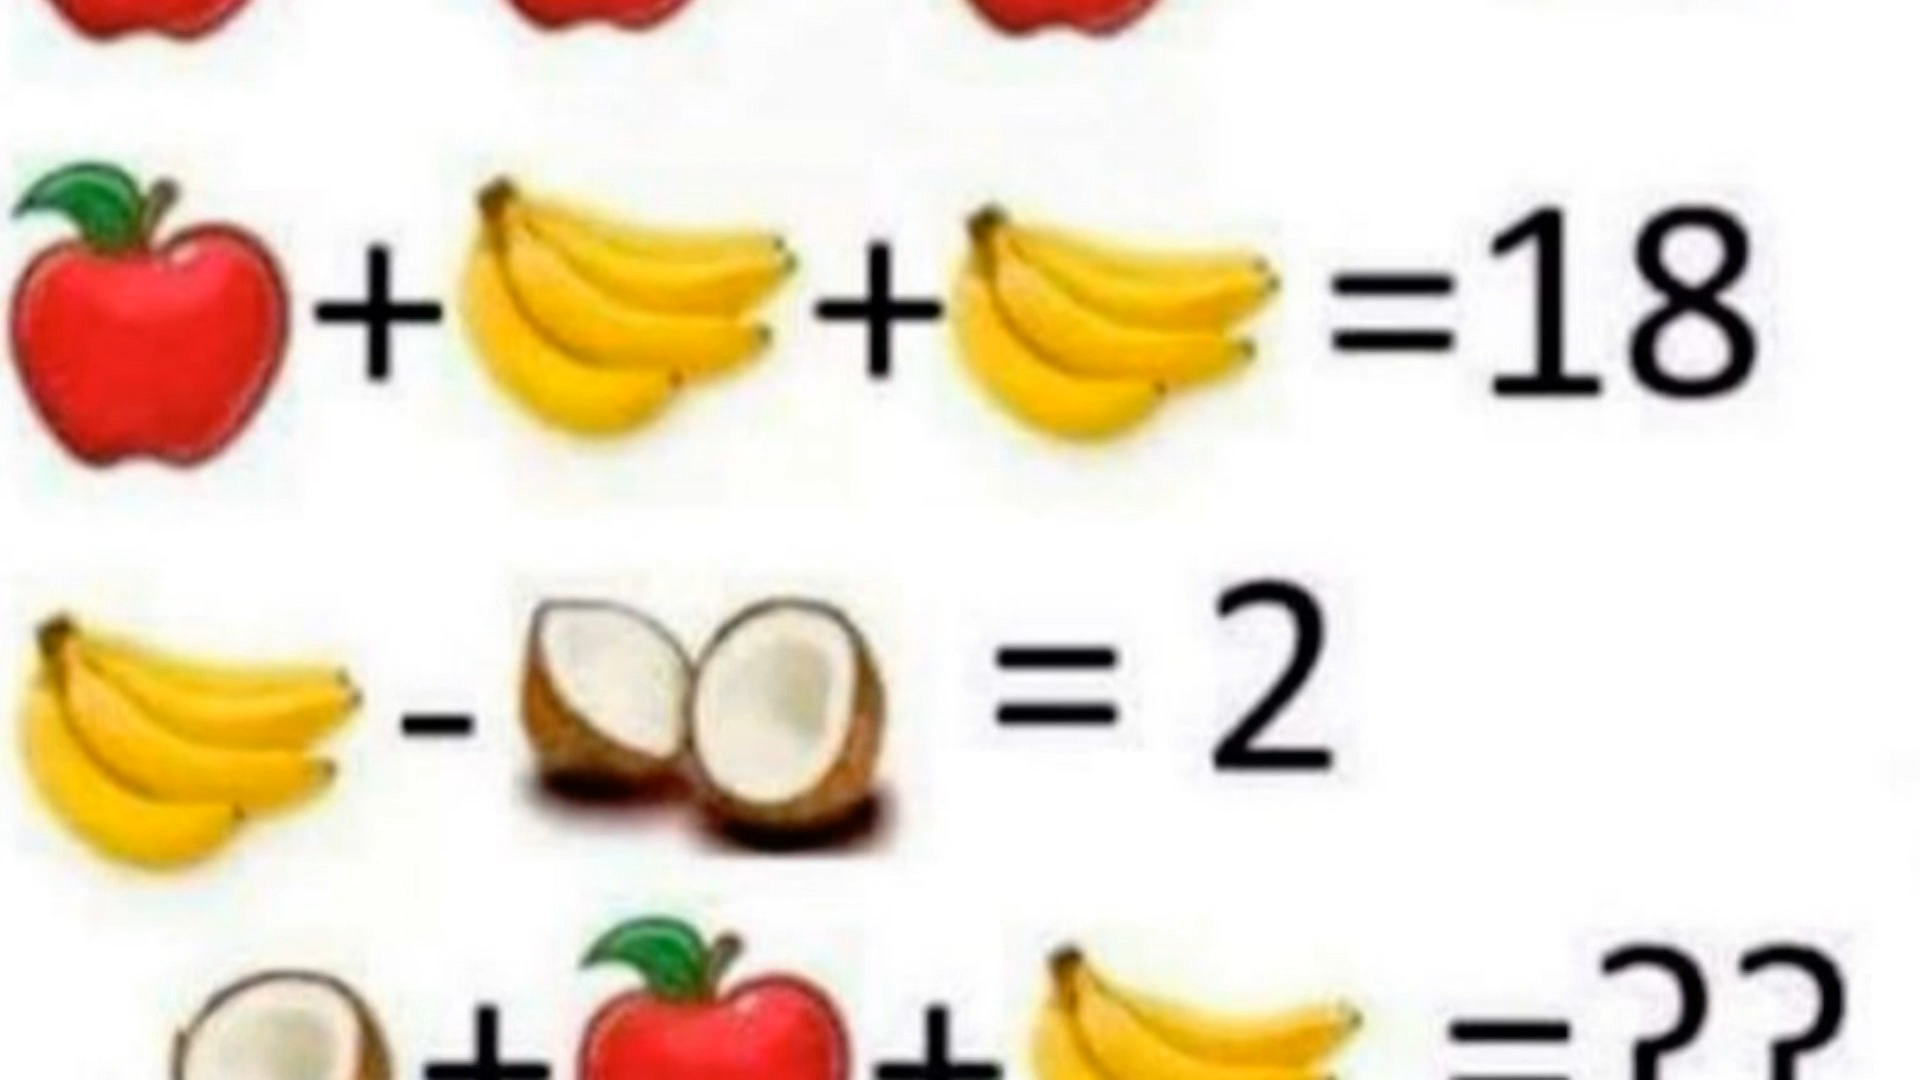 + + =18
- = 2
+ + =??